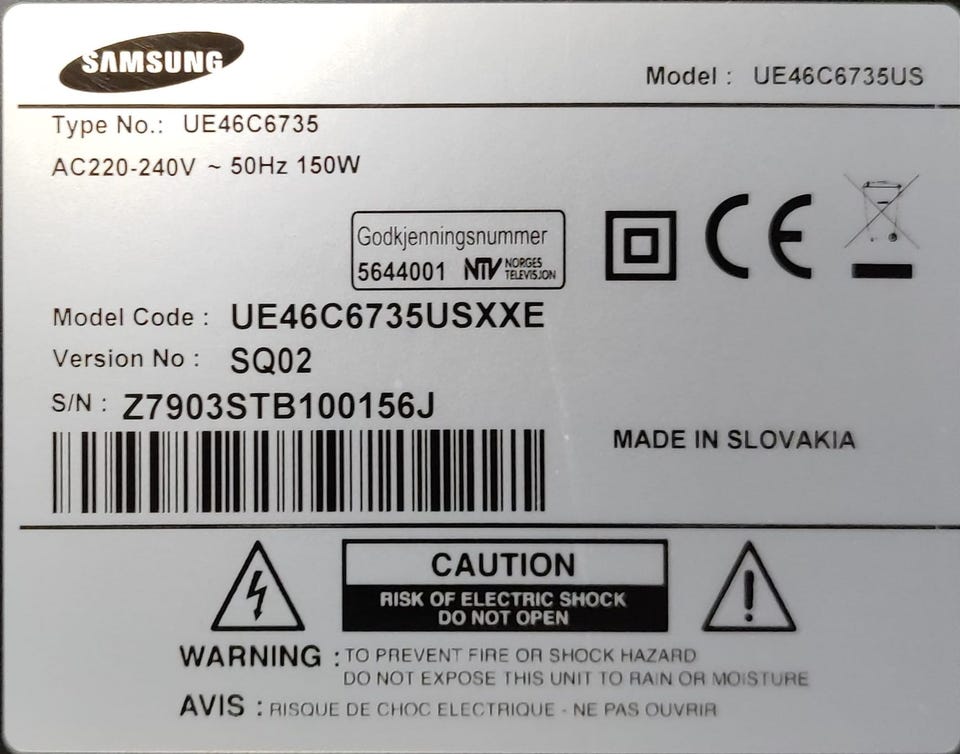 SAMSUNG
Model : UE46C6735US
Type No.: UE46C6735
AC220-240V ~ 50Hz 150W
Godkjenningsnummer
5644001 NTV NORGES TELEVISJON
CE
Model Code : UE46C6735USXXE
Version No : SQ02
S/N : Z7903STB100156J
MADE IN SLOVAKIA
CAUTION
RISK OF ELECTRIC SHOCK
DO NOT OPEN
WARNING : TO PREVENT FIRE OR SHOCK HAZARD
DO NOT EXPOSE THIS UNIT TO RAIN OR MOISTURE
AVIS : RISQUE DE CHOC ELECTRIQUE - NE PAS OUVRIR